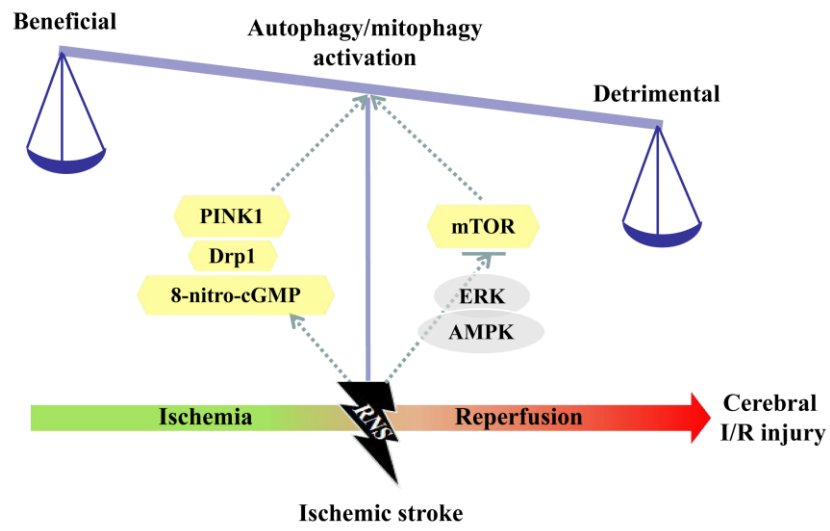 Beneficial
Autophagy/mitophagy
activation
Detrimental
PINK1
Drp1
8-nitro-cGMP
mTOR
ERK
AMPK
Ischemia
RNS
Reperfusion
Cerebral
I/R injury
Ischemic stroke